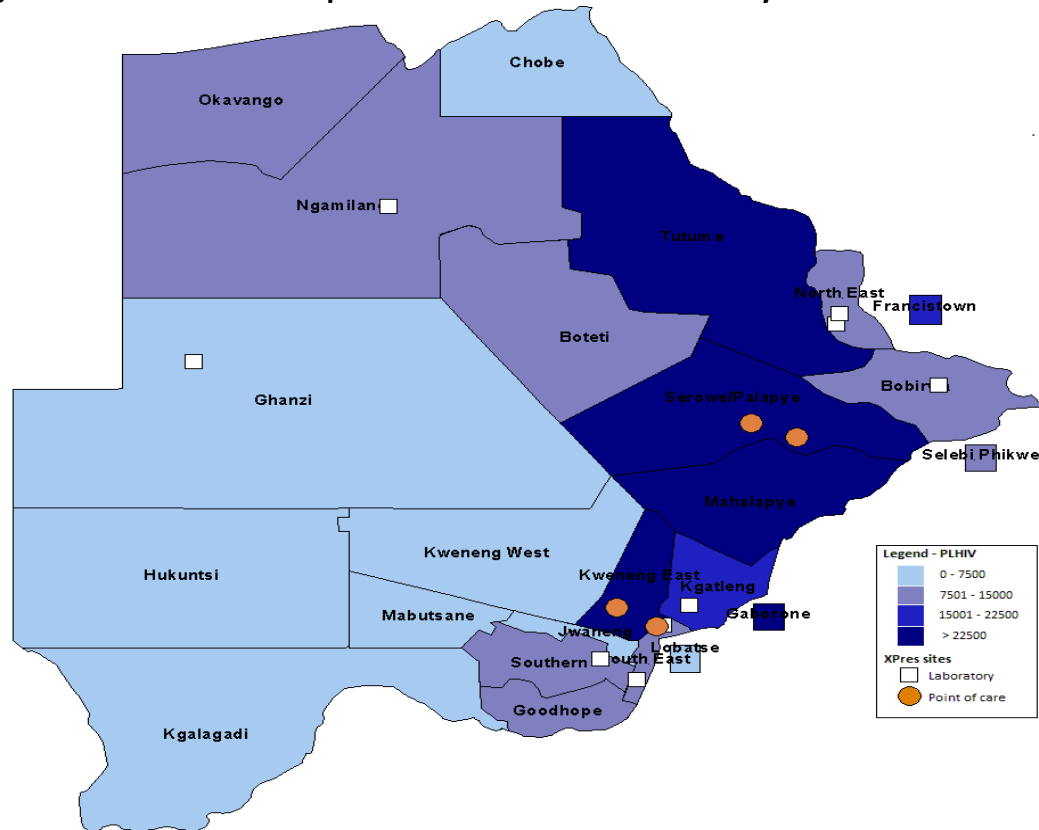 Chobe
Okavango
Ngamiland
Tutume
North East
Francistown
Boteti
Bobirwa
Ghanzi
Serowe/Palapye
Selebi Phikwe
Mahalapye
Kweneng West
Hukuntsi
Kweneng East
Kgatleng
Mabutsane
Gaborone
Jwaneng
Lobatse
Southern
South East
Goodhope
Kgalagadi
Legend - PLHIV
0 - 7500
7501 - 15000
15001 - 22500
> 22500
XPres sites
Laboratory
Point of care